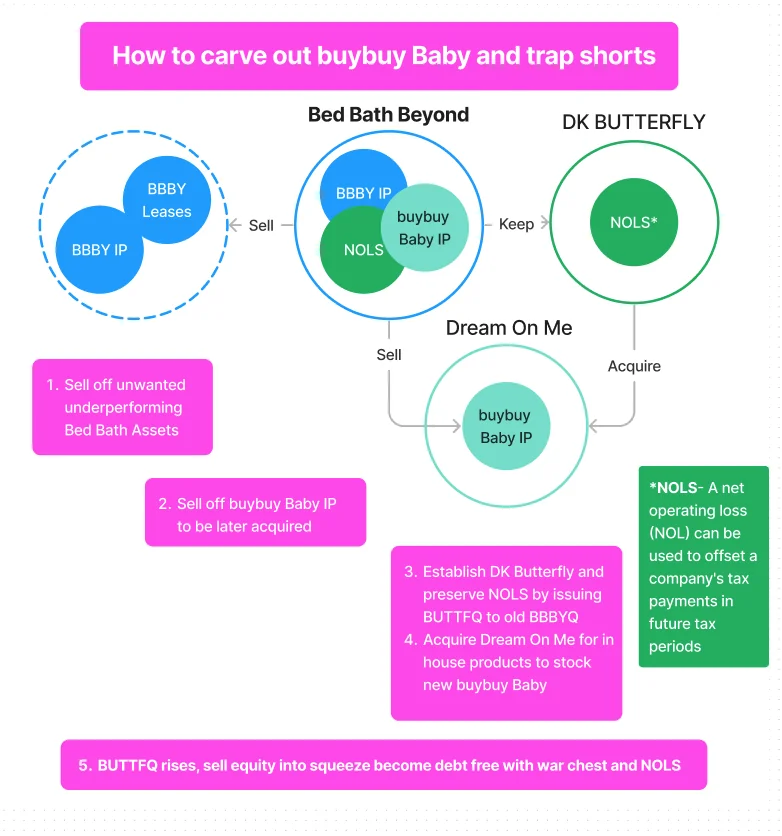 How to carve out buybuy Baby and trap shorts
Bed Bath Beyond
DK BUTTERFLY
BBBY
Leases
BBBY IP
Sell
BBBY IP
NOLS
buybuy
Baby IP
Keep
NOLS*
Dream On Me
Sell
Acquire
buybuy
Baby IP
1. Sell off unwanted
underperforming
Bed Bath Assets
2. Sell off buybuy Baby IP
to be later acquired
3. Establish DK Butterfly and
preserve NOLS by issuing
BUTTFQ to old BBBYQ
4. Acquire Dream On Me for in
house products to stock
new buybuy Baby
*NOLS- A net
operating loss
(NOL) can be
used to offset a
company's tax
payments in
future tax
periods
5. BUTTFQ rises, sell equity into squeeze become debt free with war chest and NOLS